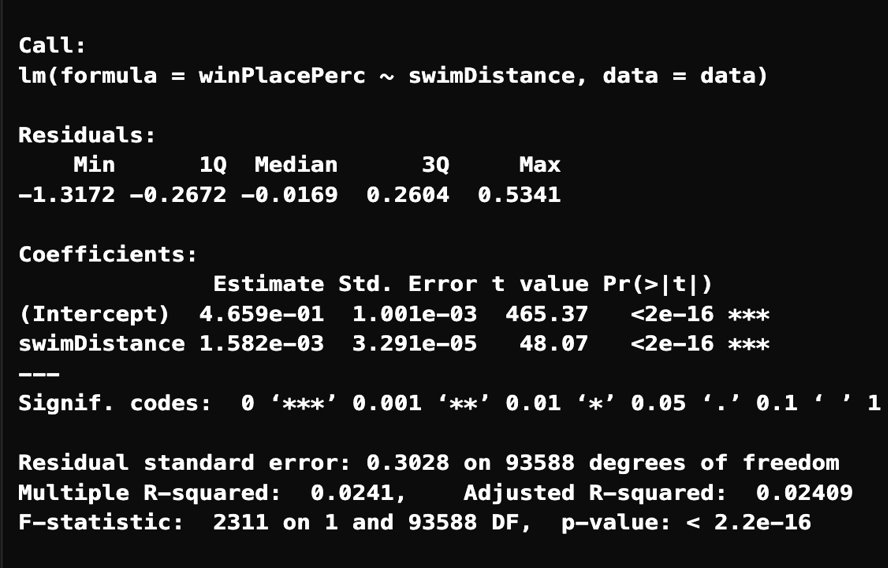 Call:
lm(formula = winPlacePerc ~ swimDistance, data = data)
Residuals:
    Min      1Q  Median      3Q     Max
-1.3172 -0.2672 -0.0169  0.2604  0.5341
Coefficients:
              Estimate Std. Error t value Pr(>|t|)
(Intercept)  4.659e-01  1.001e-03  465.37   <2e-16 ***
swimDistance 1.582e-03  3.291e-05   48.07   <2e-16 ***
---
Signif. codes:  0 ‘***’ 0.001 ‘**’ 0.01 ‘*’ 0.05 ‘.’ 0.1 ‘ ’ 1
Residual standard error: 0.3028 on 93588 degrees of freedom
Multiple R-squared:  0.0241,    Adjusted R-squared:  0.02409
F-statistic:  2311 on 1 and 93588 DF,  p-value: < 2.2e-16